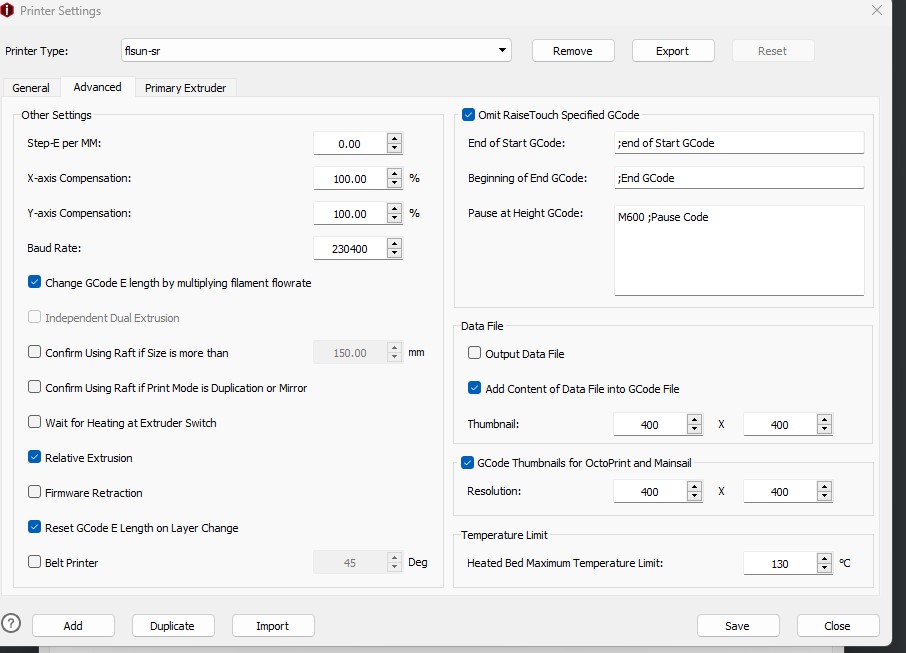 Printer Settings
Printer Type: flsun-sr Remove Export Reset
General Advanced Primary Extruder
Other Settings
Step-E per MM: 0.00
X-axis Compensation: 100.00 %
Y-axis Compensation: 100.00 %
Baud Rate: 230400
Change GCode E length by multiplying filament flowrate
Independent Dual Extrusion
Confirm Using Raft if Size is more than 150.00 mm
Confirm Using Raft if Print Mode is Duplication or Mirror
Wait for Heating at Extruder Switch
Relative Extrusion
Firmware Retraction
Reset GCode E Length on Layer Change
Belt Printer 45 Deg
Omit RaiseTouch Specified GCode
End of Start GCode: ;end of Start GCode
Beginning of End GCode: ;End GCode
Pause at Height GCode: M600 ;Pause Code
Data File
Output Data File
Add Content of Data File into GCode File
Thumbnail: 400 X 400
GCode Thumbnails for OctoPrint and Mainsail
Resolution: 400 X 400
Temperature Limit
Heated Bed Maximum Temperature Limit: 130 °C
? Add Duplicate Import Save Close